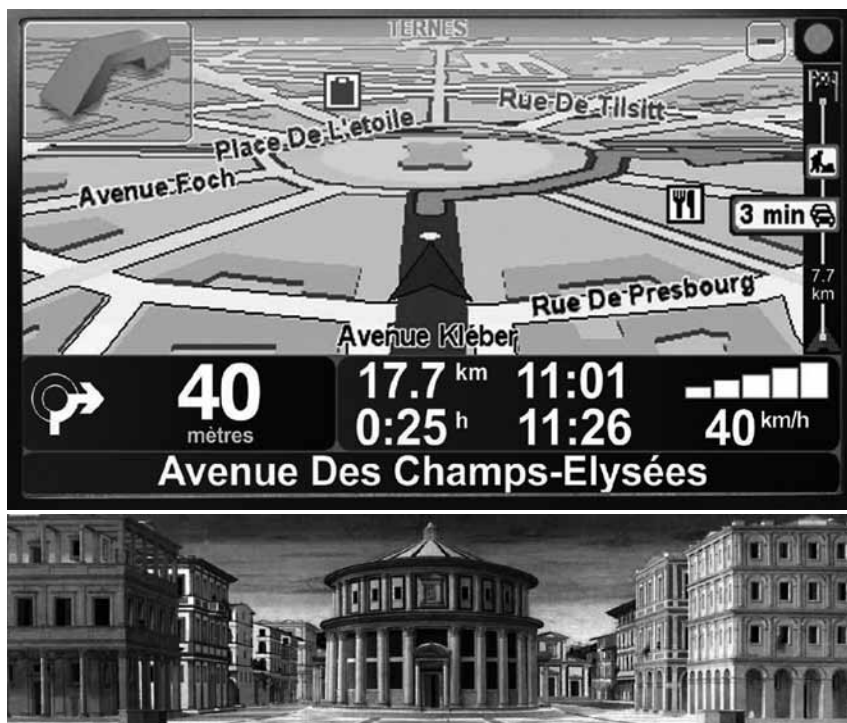 TERNES
Rue De Tilsitt
Place De L'etoile
Avenue Foch
3 min
7.7
km
Rue De Presbourg
Avenue Kléber
40
mètres
17.7 km 11:01
0:25 h 11:26
40 km/h
Avenue Des Champs-Elysées